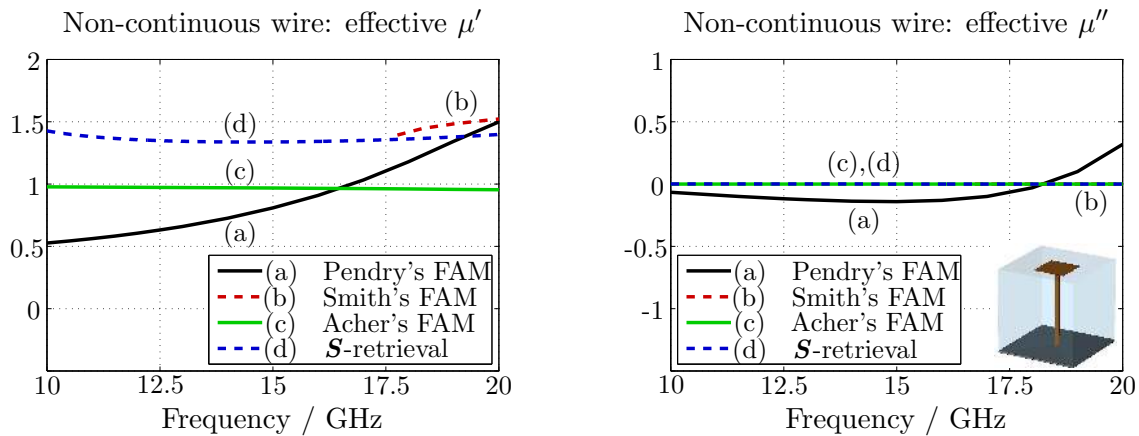 Non-continuous wire: effective μ′
2
1.5
1
0.5
0
(b)
(d)
(c)
(a)
(a) Pendry's FAM
(b) Smith's FAM
(c) Acher's FAM
(d) S-retrieval
10 12.5 15 17.5 20
Frequency / GHz
Non-continuous wire: effective μ″
1
0.5
0
-0.5
-1
(c),(d)
(b)
(a)
(a) Pendry's FAM
(b) Smith's FAM
(c) Acher's FAM
(d) S-retrieval
10 12.5 15 17.5 20
Frequency / GHz